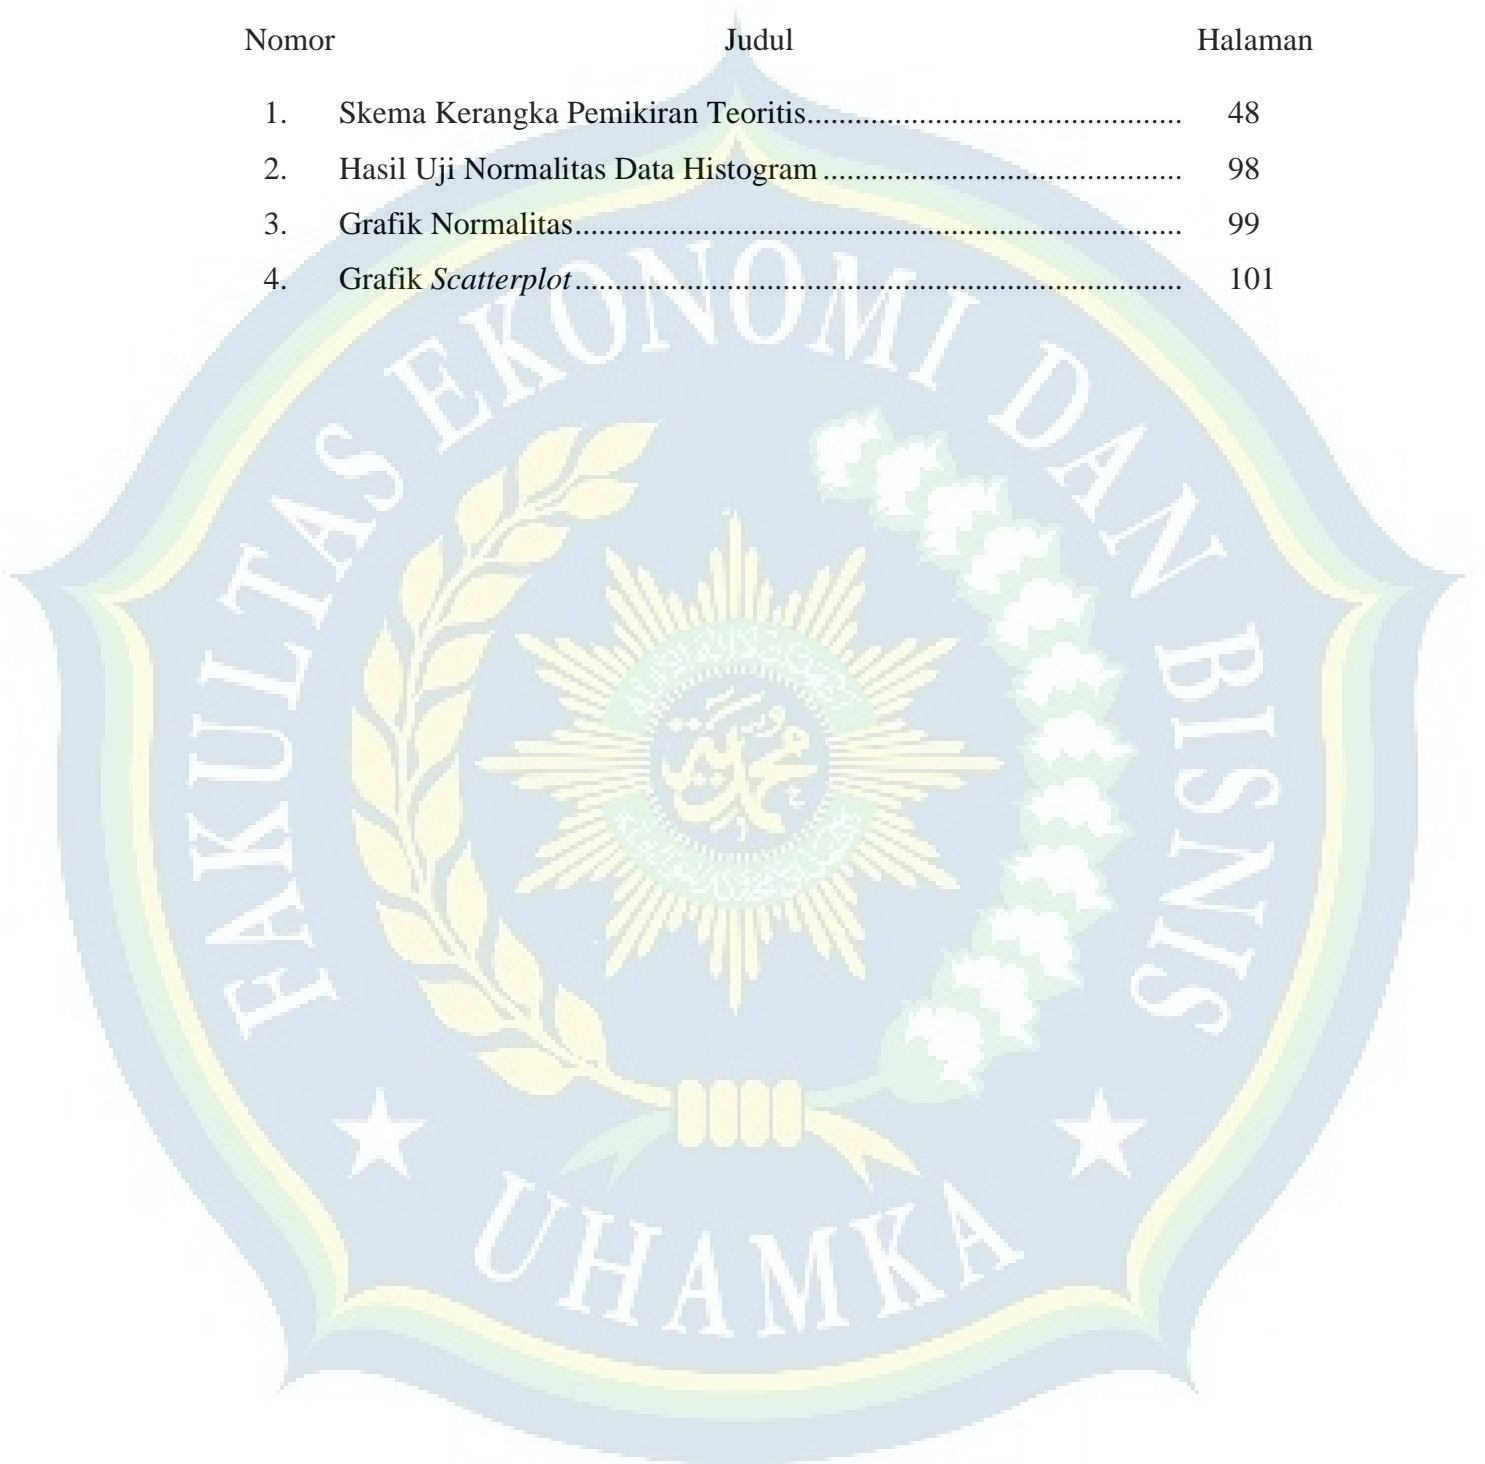 Nomor Judul Halaman
1. Skema Kerangka Pemikiran Teoritis............................................... 48
2. Hasil Uji Normalitas Data Histogram............................................. 98
3. Grafik Normalitas............................................................................ 99
4. Grafik Scatterplot............................................................................ 101
FAKULTAS EKONOMI DAN BISNIS
محمد
UHAMKA